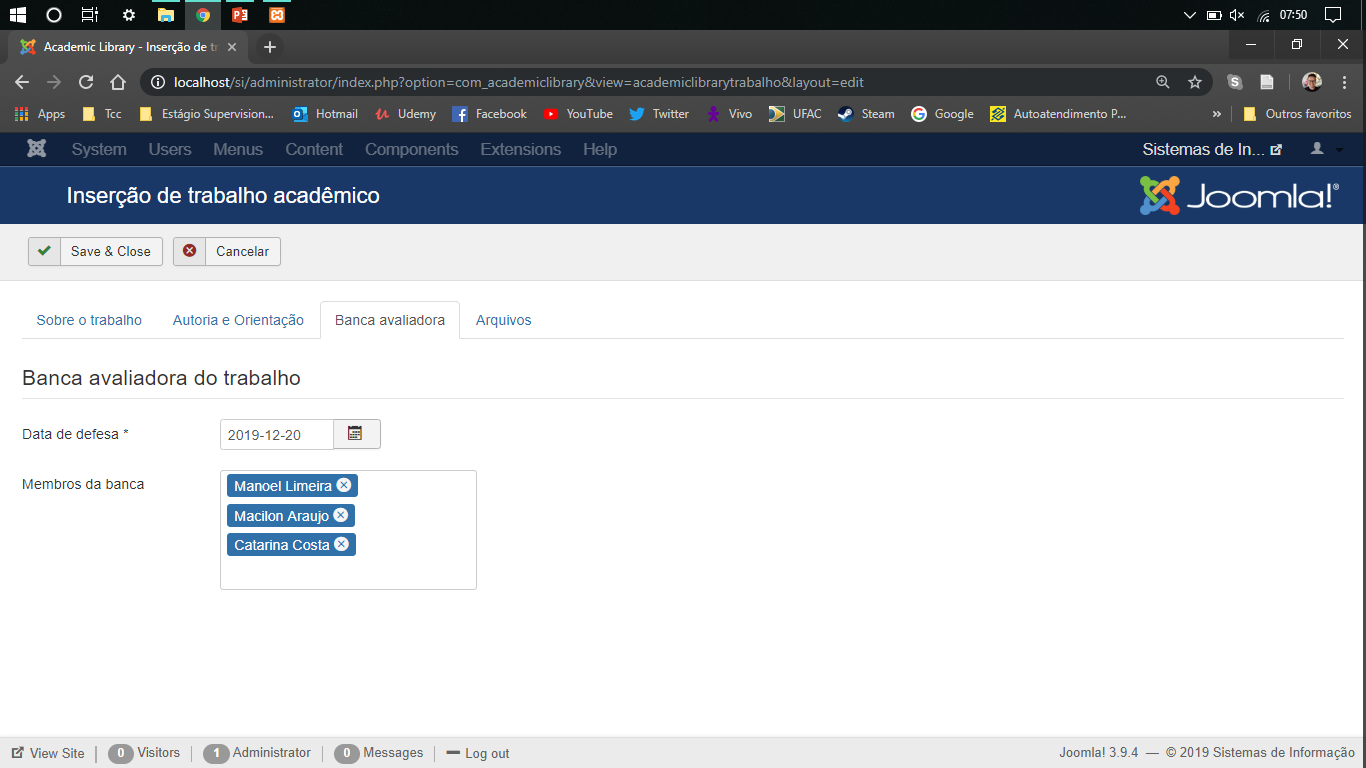 07:50
Academic Library - Inserção de tr
localhost/si/administrator/index.php?option=com_academiclibrary&view=academiclibrarytrabalho&layout=edit
Apps Tcc Estágio Supervision... Hotmail Udemy Facebook YouTube Twitter Vivo UFAC Steam Google Autoatendimento P... » Outros favoritos
System Users Menus Content Components Extensions Help Sistemas de In...
Inserção de trabalho acadêmico Joomla!®
Save & Close Cancelar
Sobre o trabalho Autoria e Orientação Banca avaliadora Arquivos
Banca avaliadora do trabalho
Data de defesa * 2019-12-20
Membros da banca Manoel Limeira
Macilon Araujo
Catarina Costa
View Site 0 Visitors 1 Administrator 0 Messages Log out Joomla! 3.9.4 — © 2019 Sistemas de Informação